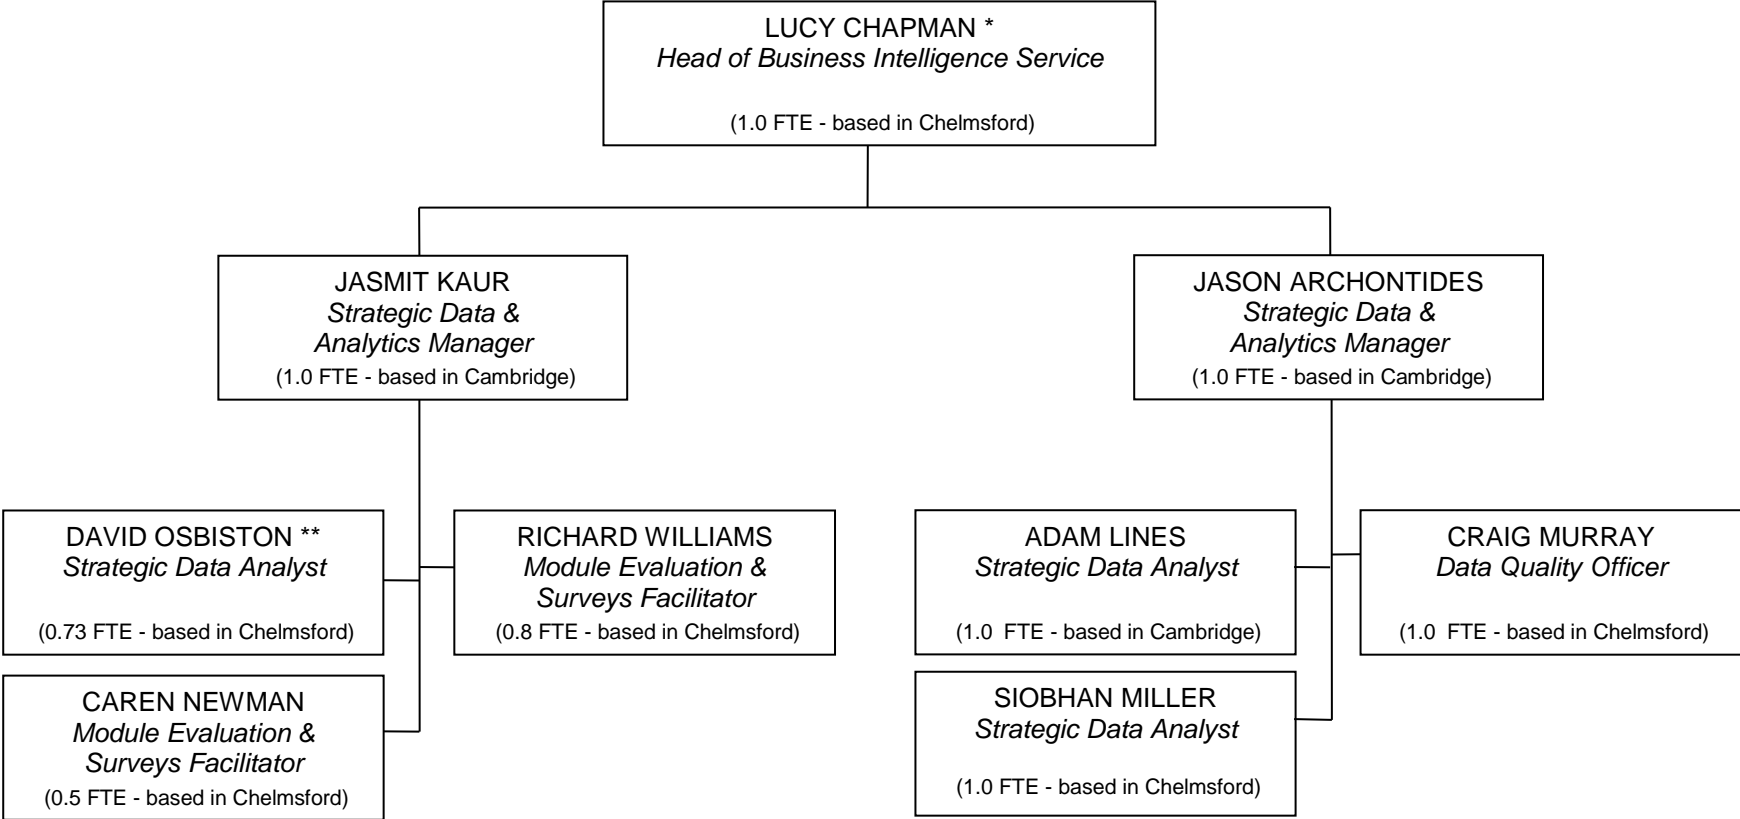 LUCY CHAPMAN *
Head of Business Intelligence Service
(1.0 FTE - based in Chelmsford)
JASMIT KAUR
Strategic Data &
Analytics Manager
(1.0 FTE - based in Cambridge)
JASON ARCHONTIDES
Strategic Data &
Analytics Manager
(1.0 FTE - based in Cambridge)
DAVID OSBISTON **
Strategic Data Analyst
(0.73 FTE - based in Chelmsford)
RICHARD WILLIAMS
Module Evaluation &
Surveys Facilitator
(0.8 FTE - based in Chelmsford)
ADAM LINES
Strategic Data Analyst
(1.0 FTE - based in Cambridge)
CRAIG MURRAY
Data Quality Officer
(1.0 FTE - based in Chelmsford)
CAREN NEWMAN
Module Evaluation &
Surveys Facilitator
(0.5 FTE - based in Chelmsford)
SIOBHAN MILLER
Strategic Data Analyst
(1.0 FTE - based in Chelmsford)